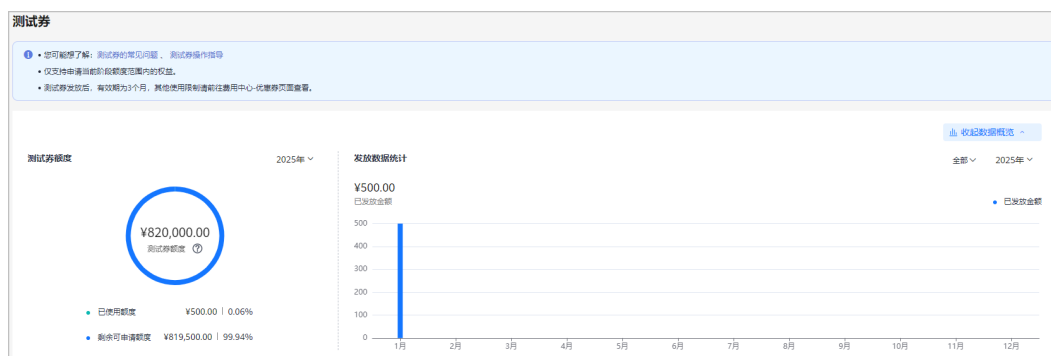 测试券
• 您可能想了解：测试券的常见问题 、 测试券操作指导
• 仅支持申请当前阶段额度范围内的权益。
• 测试券发放后，有效期为3个月，其他使用限制请前往费用中心-优惠券页面查看。
收起数据概览
测试券额度 2025年
发放数据统计 全部 2025年
¥500.00
已发放金额
已发放金额
¥820,000.00
测试券额度
已使用额度 ¥500.00 | 0.06%
剩余可申请额度 ¥819,500.00 | 99.94%
500
400
300
200
100
0
1月 2月 3月 4月 5月 6月 7月 8月 9月 10月 11月 12月